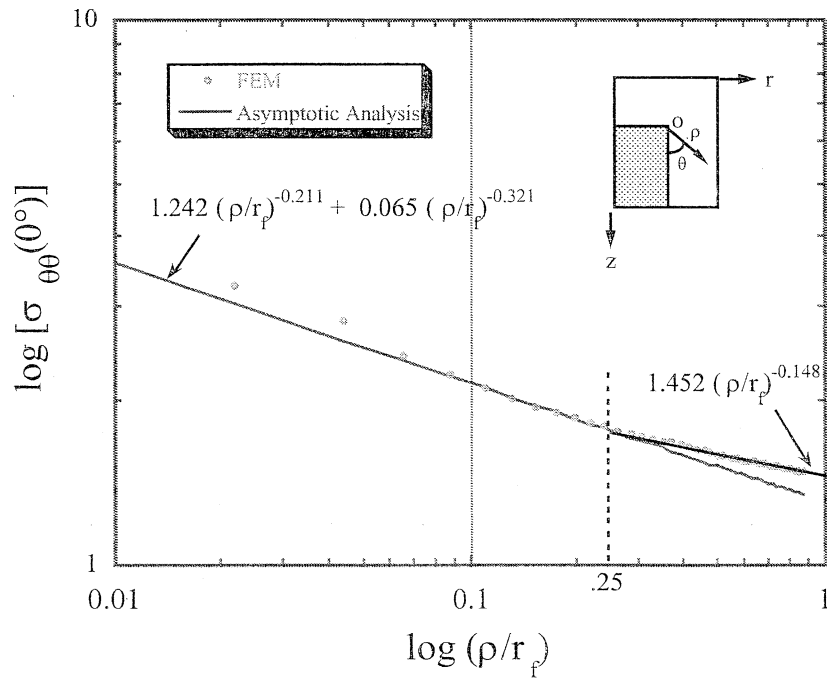 10
FEM
Asymptotic Analysis
r
o
ρ
θ
z
1.242 (ρ/r_f)^-0.211 + 0.065 (ρ/r_f)^-0.321
1.452 (ρ/r_f)^-0.148
log [σ_θθ(0°)]
1
0.01
0.1
.25
1
log (ρ/r_f)